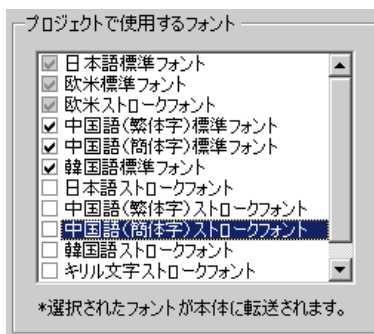 プロジェクトで使用するフォント
日本語標準フォント
欧米標準フォント
欧米ストロークフォント
中国語(繁体字)標準フォント
中国語(簡体字)標準フォント
韓国語標準フォント
日本語ストロークフォント
中国語(繁体字)ストロークフォント
中国語(簡体字)ストロークフォント
韓国語ストロークフォント
キリル文字ストロークフォント
*選択されたフォントが本体に転送されます。